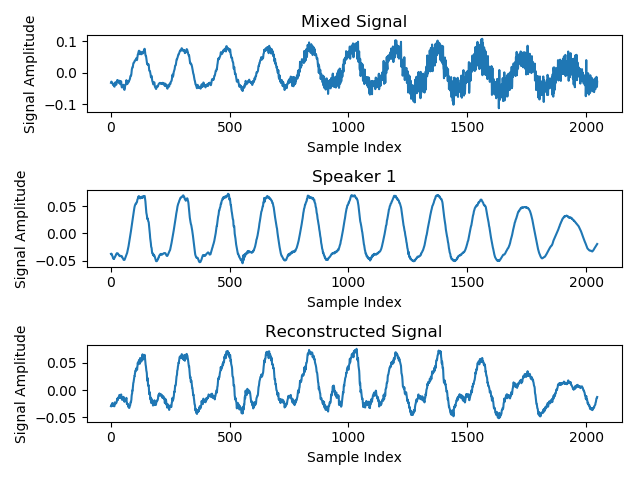 Mixed Signal
Signal Amplitude
0.1
0.0
−0.1
0 500 1000 1500 2000
Sample Index
Speaker 1
Signal Amplitude
0.05
0.00
−0.05
0 500 1000 1500 2000
Sample Index
Reconstructed Signal
Signal Amplitude
0.05
0.00
−0.05
0 500 1000 1500 2000
Sample Index